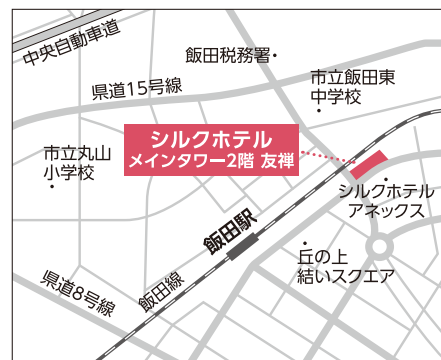 中央自動車道
飯田税務署
県道15号線
市立飯田東
中学校
シルクホテル
メインタワー2階 友禅
市立丸山
小学校
シルクホテル
アネックス
飯田駅
丘の上
結いスクエア
飯田線
県道8号線